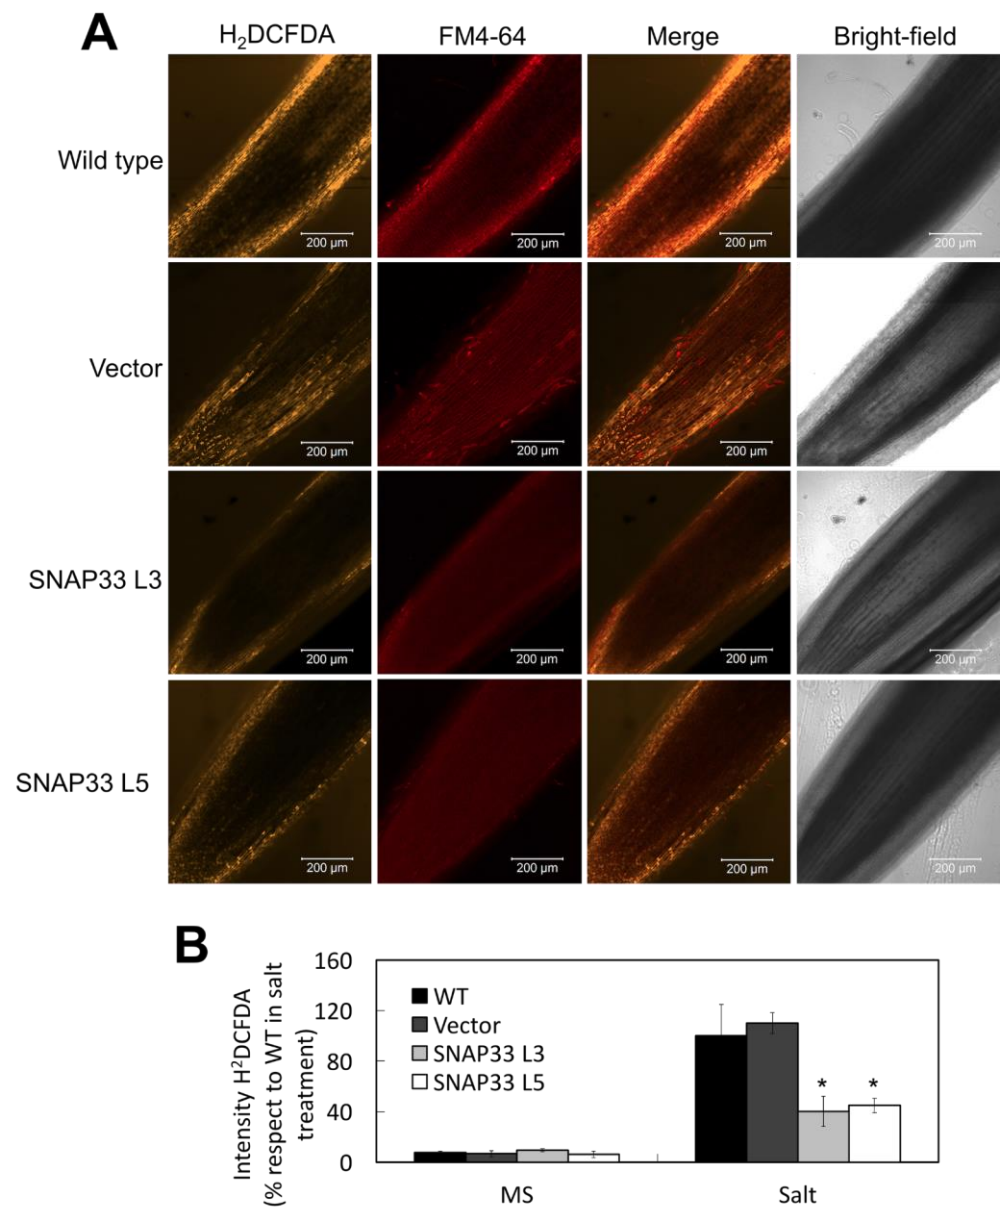 A
H₂DCFDA FM4-64 Merge Bright-field
Wild type
200 µm 200 µm 200 µm 200 µm
Vector
200 µm 200 µm 200 µm 200 µm
SNAP33 L3
200 µm 200 µm 200 µm 200 µm
SNAP33 L5
200 µm 200 µm 200 µm 200 µm
B
Intensity H²DCFDA
(% respect to WT in salt
treatment)
160
120
80
40
0
WT
Vector
SNAP33 L3
SNAP33 L5
* *
MS Salt